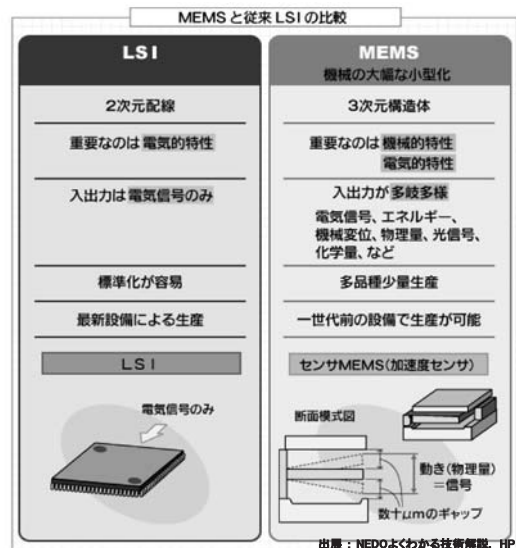 MEMSと従来LSIの比較
LSI
2次元配線
重要なのは電気的特性
入出力は電気信号のみ
標準化が容易
最新設備による生産
LSI
電気信号のみ
MEMS
機械の大幅な小型化
3次元構造体
重要なのは機械的特性
電気的特性
入出力が多岐多様
電気信号、エネルギー、
機械変位、物理量、光信号、
化学量、など
多品種少量生産
一世代前の設備で生産が可能
センサMEMS(加速度センサ)
断面模式図
動き(物理量)
=信号
数十μmのギャップ
出展：NEDOよくわかる技術解説、HP